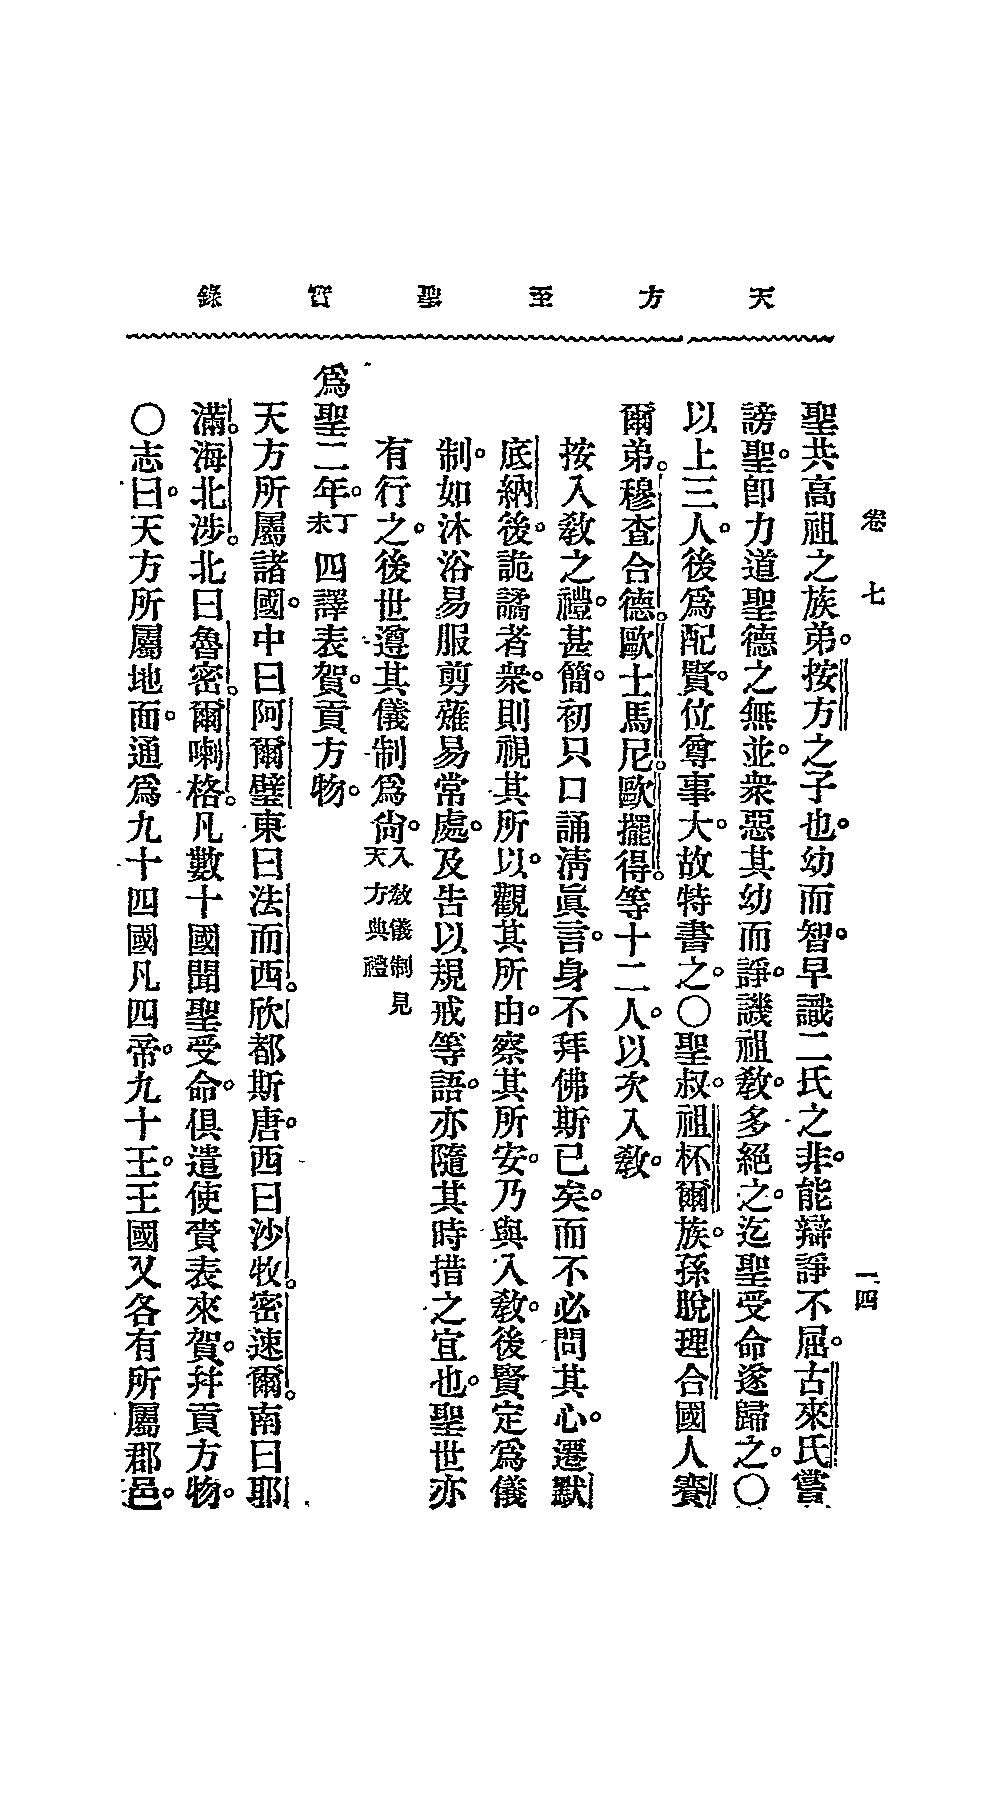 天方至聖實錄
卷七
一四
聖共高祖之族弟。按方之子也。幼而智。早識二氏之非。能辯諍不屈。古來氏嘗
謗聖。卽力道聖德之無並。衆惡其幼而諍。譏祖敎。多絕之。迄聖受命遂歸之。〇
以上三人。後爲配賢。位尊事大。故特書之。〇聖叔。祖杯爾族。孫脫理合國人賽
爾弟。穆查合德。歐士馬尼。歐擺得。等十二人。以次入敎。
按入敎之禮。甚簡。初只口誦淸眞言。身不拜佛斯已矣。而不必問其心。遷默
底納後。詭譎者衆。則視其所以。觀其所由。察其所安。乃與入敎。後賢定爲儀
制。如沐浴易服剪薙易常處。及告以規戒等語。亦隨其時措之宜也。聖世亦
有行之。後世遵其儀制爲尙。入敎儀制見天方典禮
爲聖二年。丁未四譯表賀。貢方物。
天方所屬諸國。中曰阿爾璧東曰法而西。欣都斯唐。西曰沙牧。密速爾。南曰耶
滿。海北涉。北曰魯密。爾喇格。凡數十國聞聖受命。俱遣使賫表來賀。幷貢方物。
〇志曰。天方所屬地面。通爲九十四國凡四帝。九十王。王國又各有所屬郡邑。